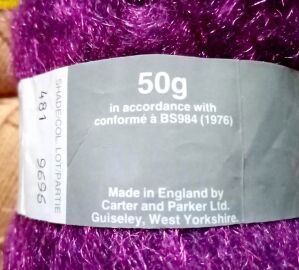 50g
in accordance with
conformé à BS984 (1976)
Made in England by
Carter and Parker Ltd.
Guiseley, West Yorkshire.
SHADE/COL. LOT/PARTIE
481 9696